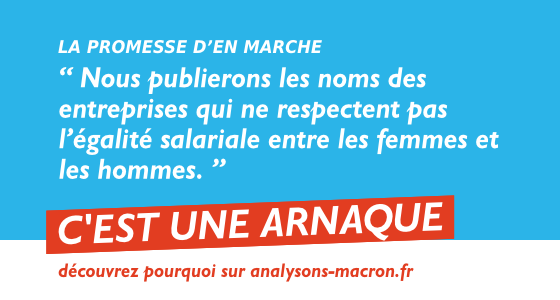 LA PROMESSE D’EN MARCHE
“ Nous publierons les noms des
entreprises qui ne respectent pas
l’égalité salariale entre les femmes et
les hommes. ”
C'EST UNE ARNAQUE
découvrez pourquoi sur analysons-macron.fr